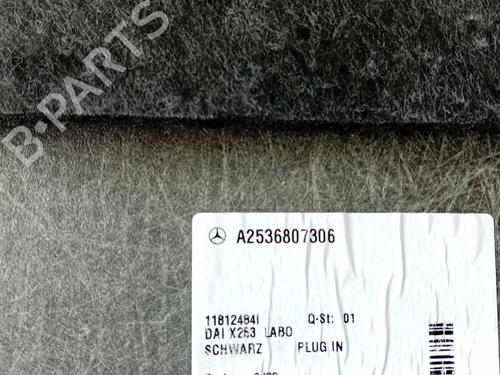 B-PARTS
A2536807306
118124841 Q-St: 01
DAI X253 LABO
SCHWARZ PLUG IN